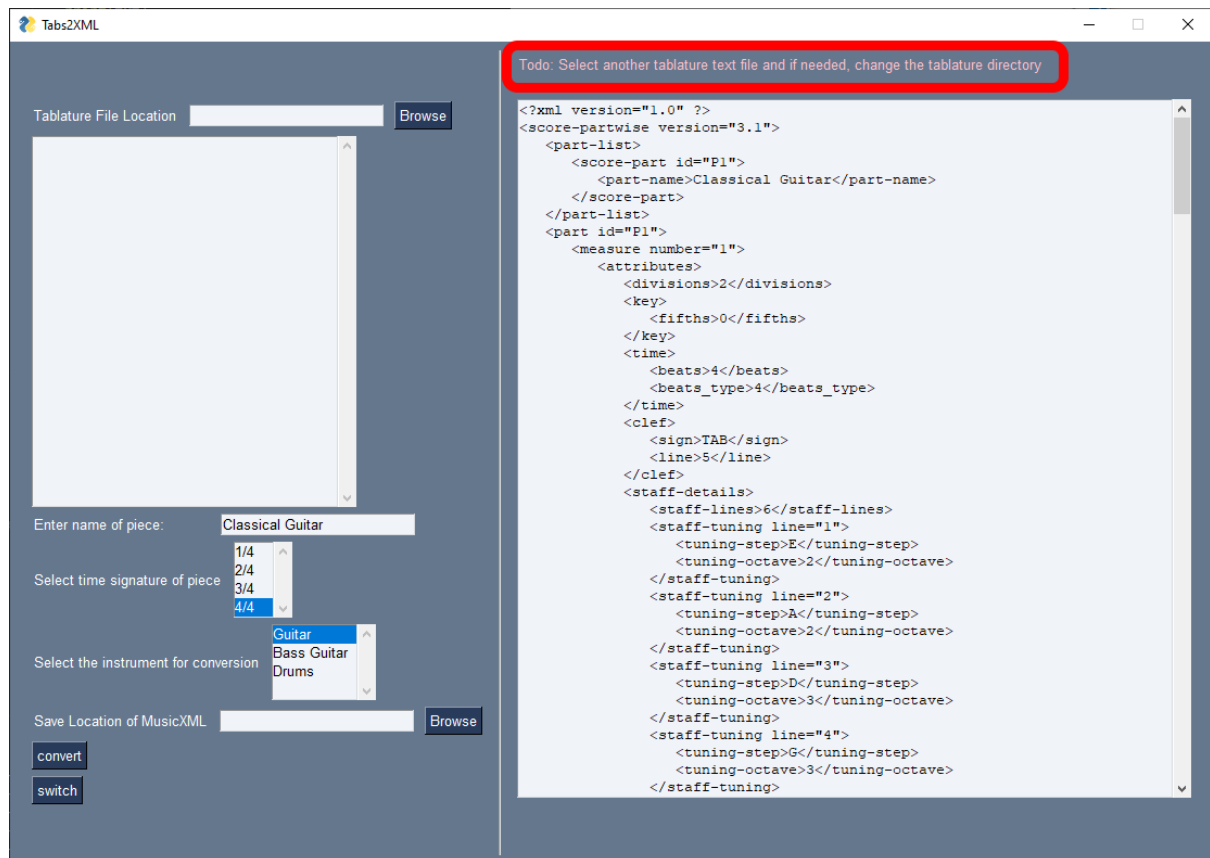 Tabs2XML
Todo: Select another tablature text file and if needed, change the tablature directory
Tablature File Location
Browse
Enter name of piece:
Classical Guitar
Select time signature of piece
1/4
2/4
3/4
4/4
Select the instrument for conversion
Guitar
Bass Guitar
Drums
Save Location of MusicXML
Browse
convert
switch
<?xml version="1.0" ?>
<score-partwise version="3.1">
   <part-list>
      <score-part id="P1">
         <part-name>Classical Guitar</part-name>
      </score-part>
   </part-list>
   <part id="P1">
      <measure number="1">
         <attributes>
            <divisions>2</divisions>
            <key>
               <fifths>0</fifths>
            </key>
            <time>
               <beats>4</beats>
               <beats_type>4</beats_type>
            </time>
            <clef>
               <sign>TAB</sign>
               <line>5</line>
            </clef>
            <staff-details>
               <staff-lines>6</staff-lines>
               <staff-tuning line="1">
                  <tuning-step>E</tuning-step>
                  <tuning-octave>2</tuning-octave>
               </staff-tuning>
               <staff-tuning line="2">
                  <tuning-step>A</tuning-step>
                  <tuning-octave>2</tuning-octave>
               </staff-tuning>
               <staff-tuning line="3">
                  <tuning-step>D</tuning-step>
                  <tuning-octave>3</tuning-octave>
               </staff-tuning>
               <staff-tuning line="4">
                  <tuning-step>G</tuning-step>
                  <tuning-octave>3</tuning-octave>
               </staff-tuning>